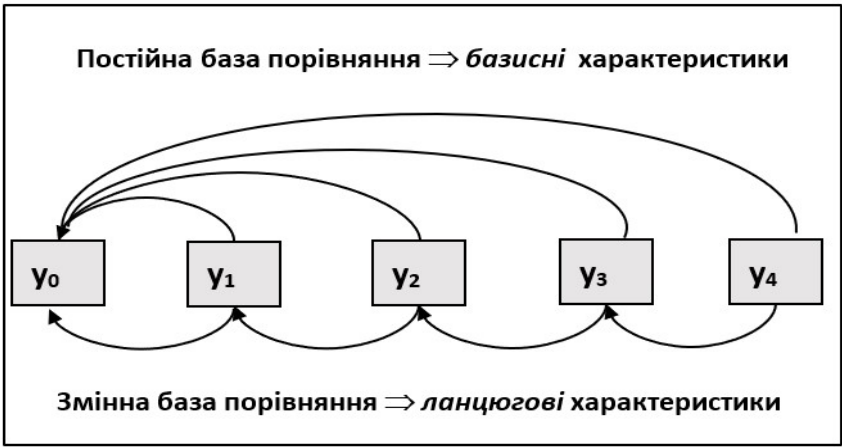 Постійна база порівняння ⇒ базисні характеристики
y₀ y₁ y₂ y₃ y₄
Змінна база порівняння ⇒ ланцюгові характеристики